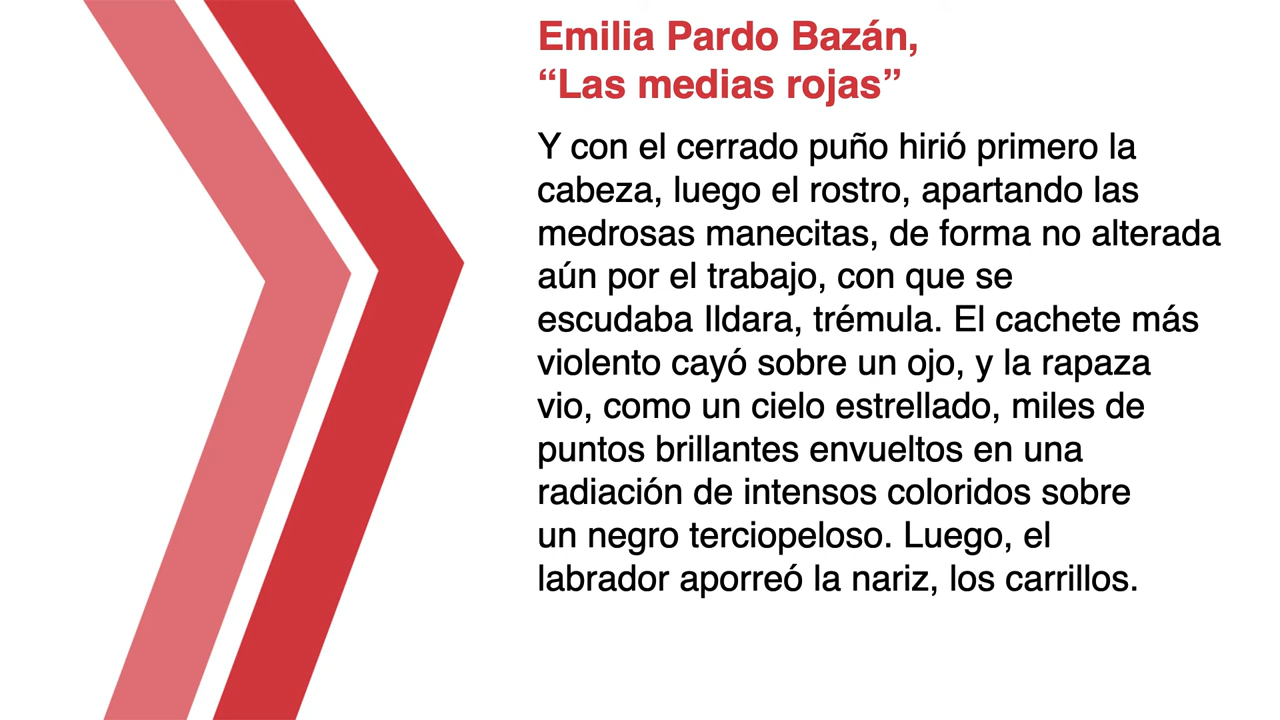 Emilia Pardo Bazán,
“Las medias rojas”
Y con el cerrado puño hirió primero la
cabeza, luego el rostro, apartando las
medrosas manecitas, de forma no alterada
aún por el trabajo, con que se
escudaba Ildara, trémula. El cachete más
violento cayó sobre un ojo, y la rapaza
vio, como un cielo estrellado, miles de
puntos brillantes envueltos en una
radiación de intensos coloridos sobre
un negro terciopeloso. Luego, el
labrador aporreó la nariz, los carrillos.